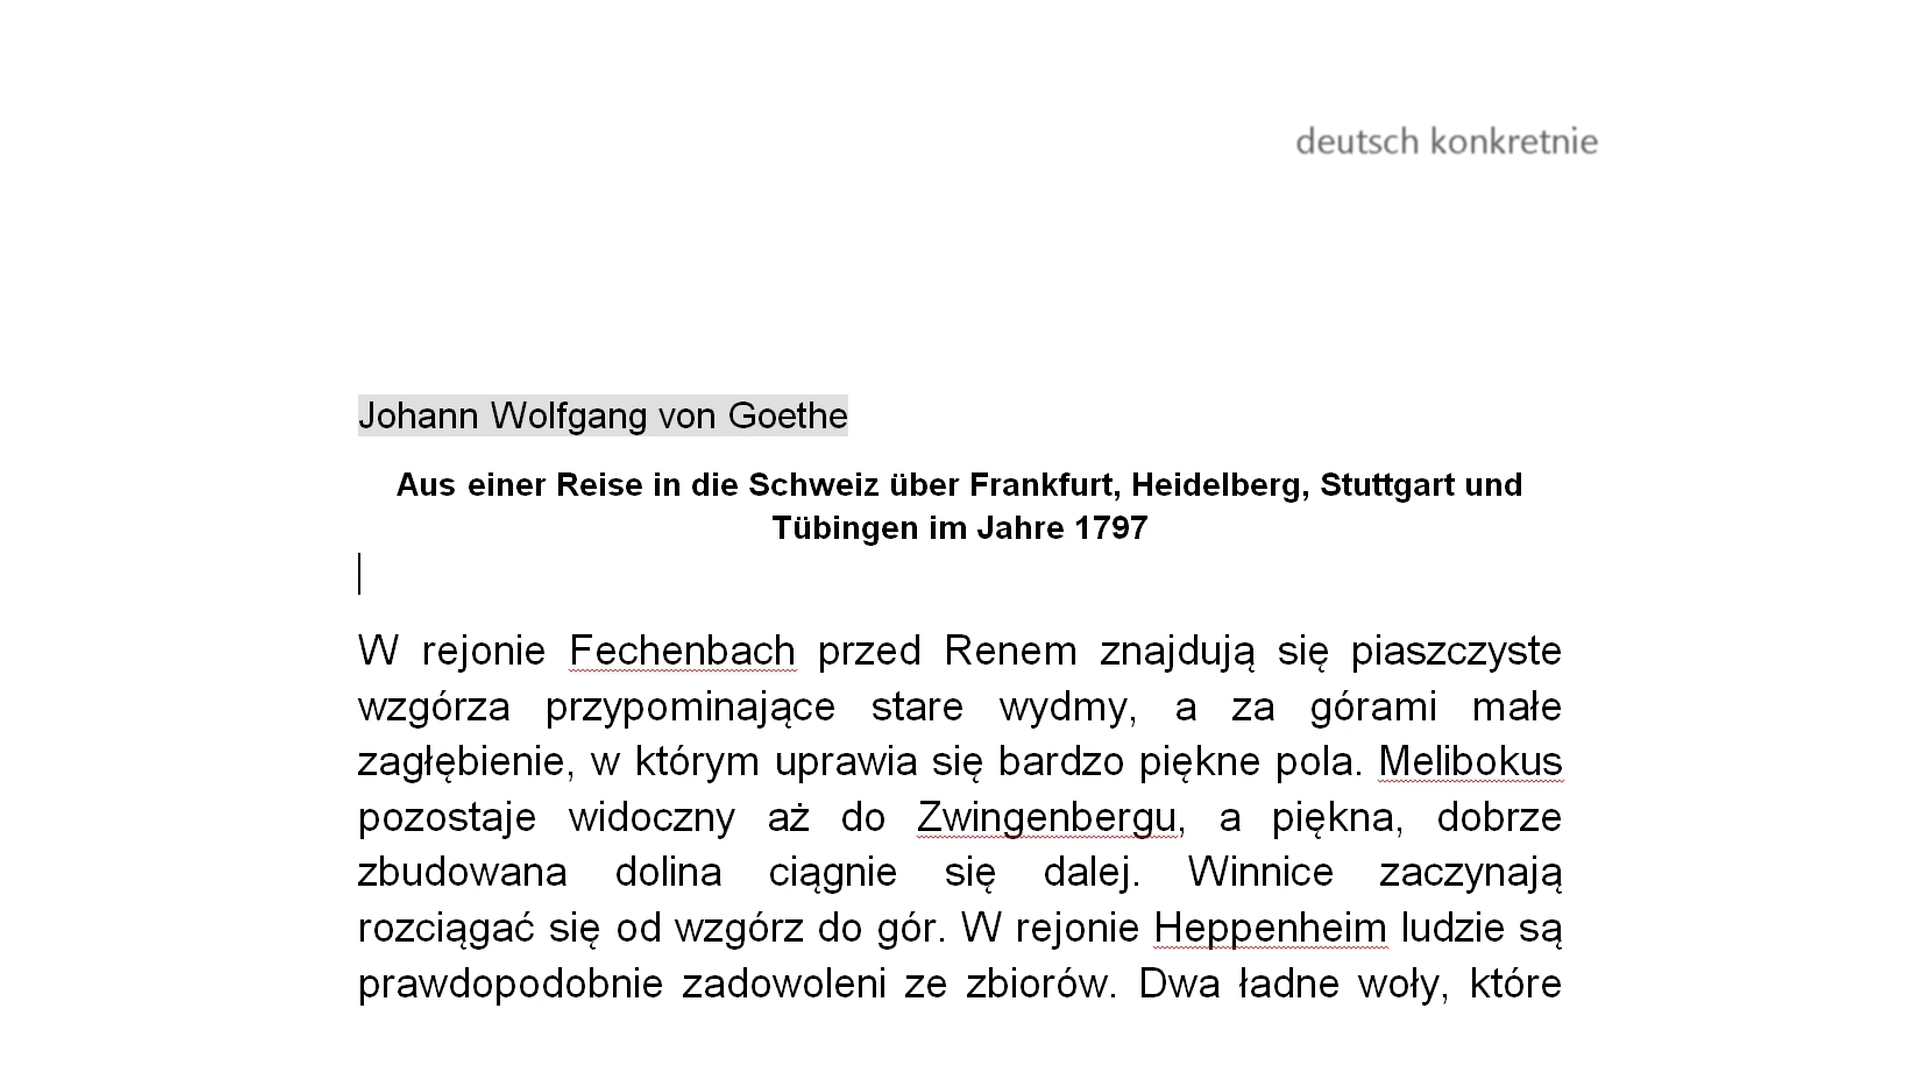 deutsch konkretnie
Johann Wolfgang von Goethe
Aus einer Reise in die Schweiz über Frankfurt, Heidelberg, Stuttgart und
Tübingen im Jahre 1797
W rejonie Fechenbach przed Renem znajdują się piaszczyste
wzgórza przypominające stare wydmy, a za górami małe
zagłębienie, w którym uprawia się bardzo piękne pola. Melibokus
pozostaje widoczny aż do Zwingenbergu, a piękna, dobrze
zbudowana dolina ciągnie się dalej. Winnice zaczynają
rozciągać się od wzgórz do gór. W rejonie Heppenheim ludzie są
prawdopodobnie zadowoleni ze zbiorów. Dwa ładne woły, które